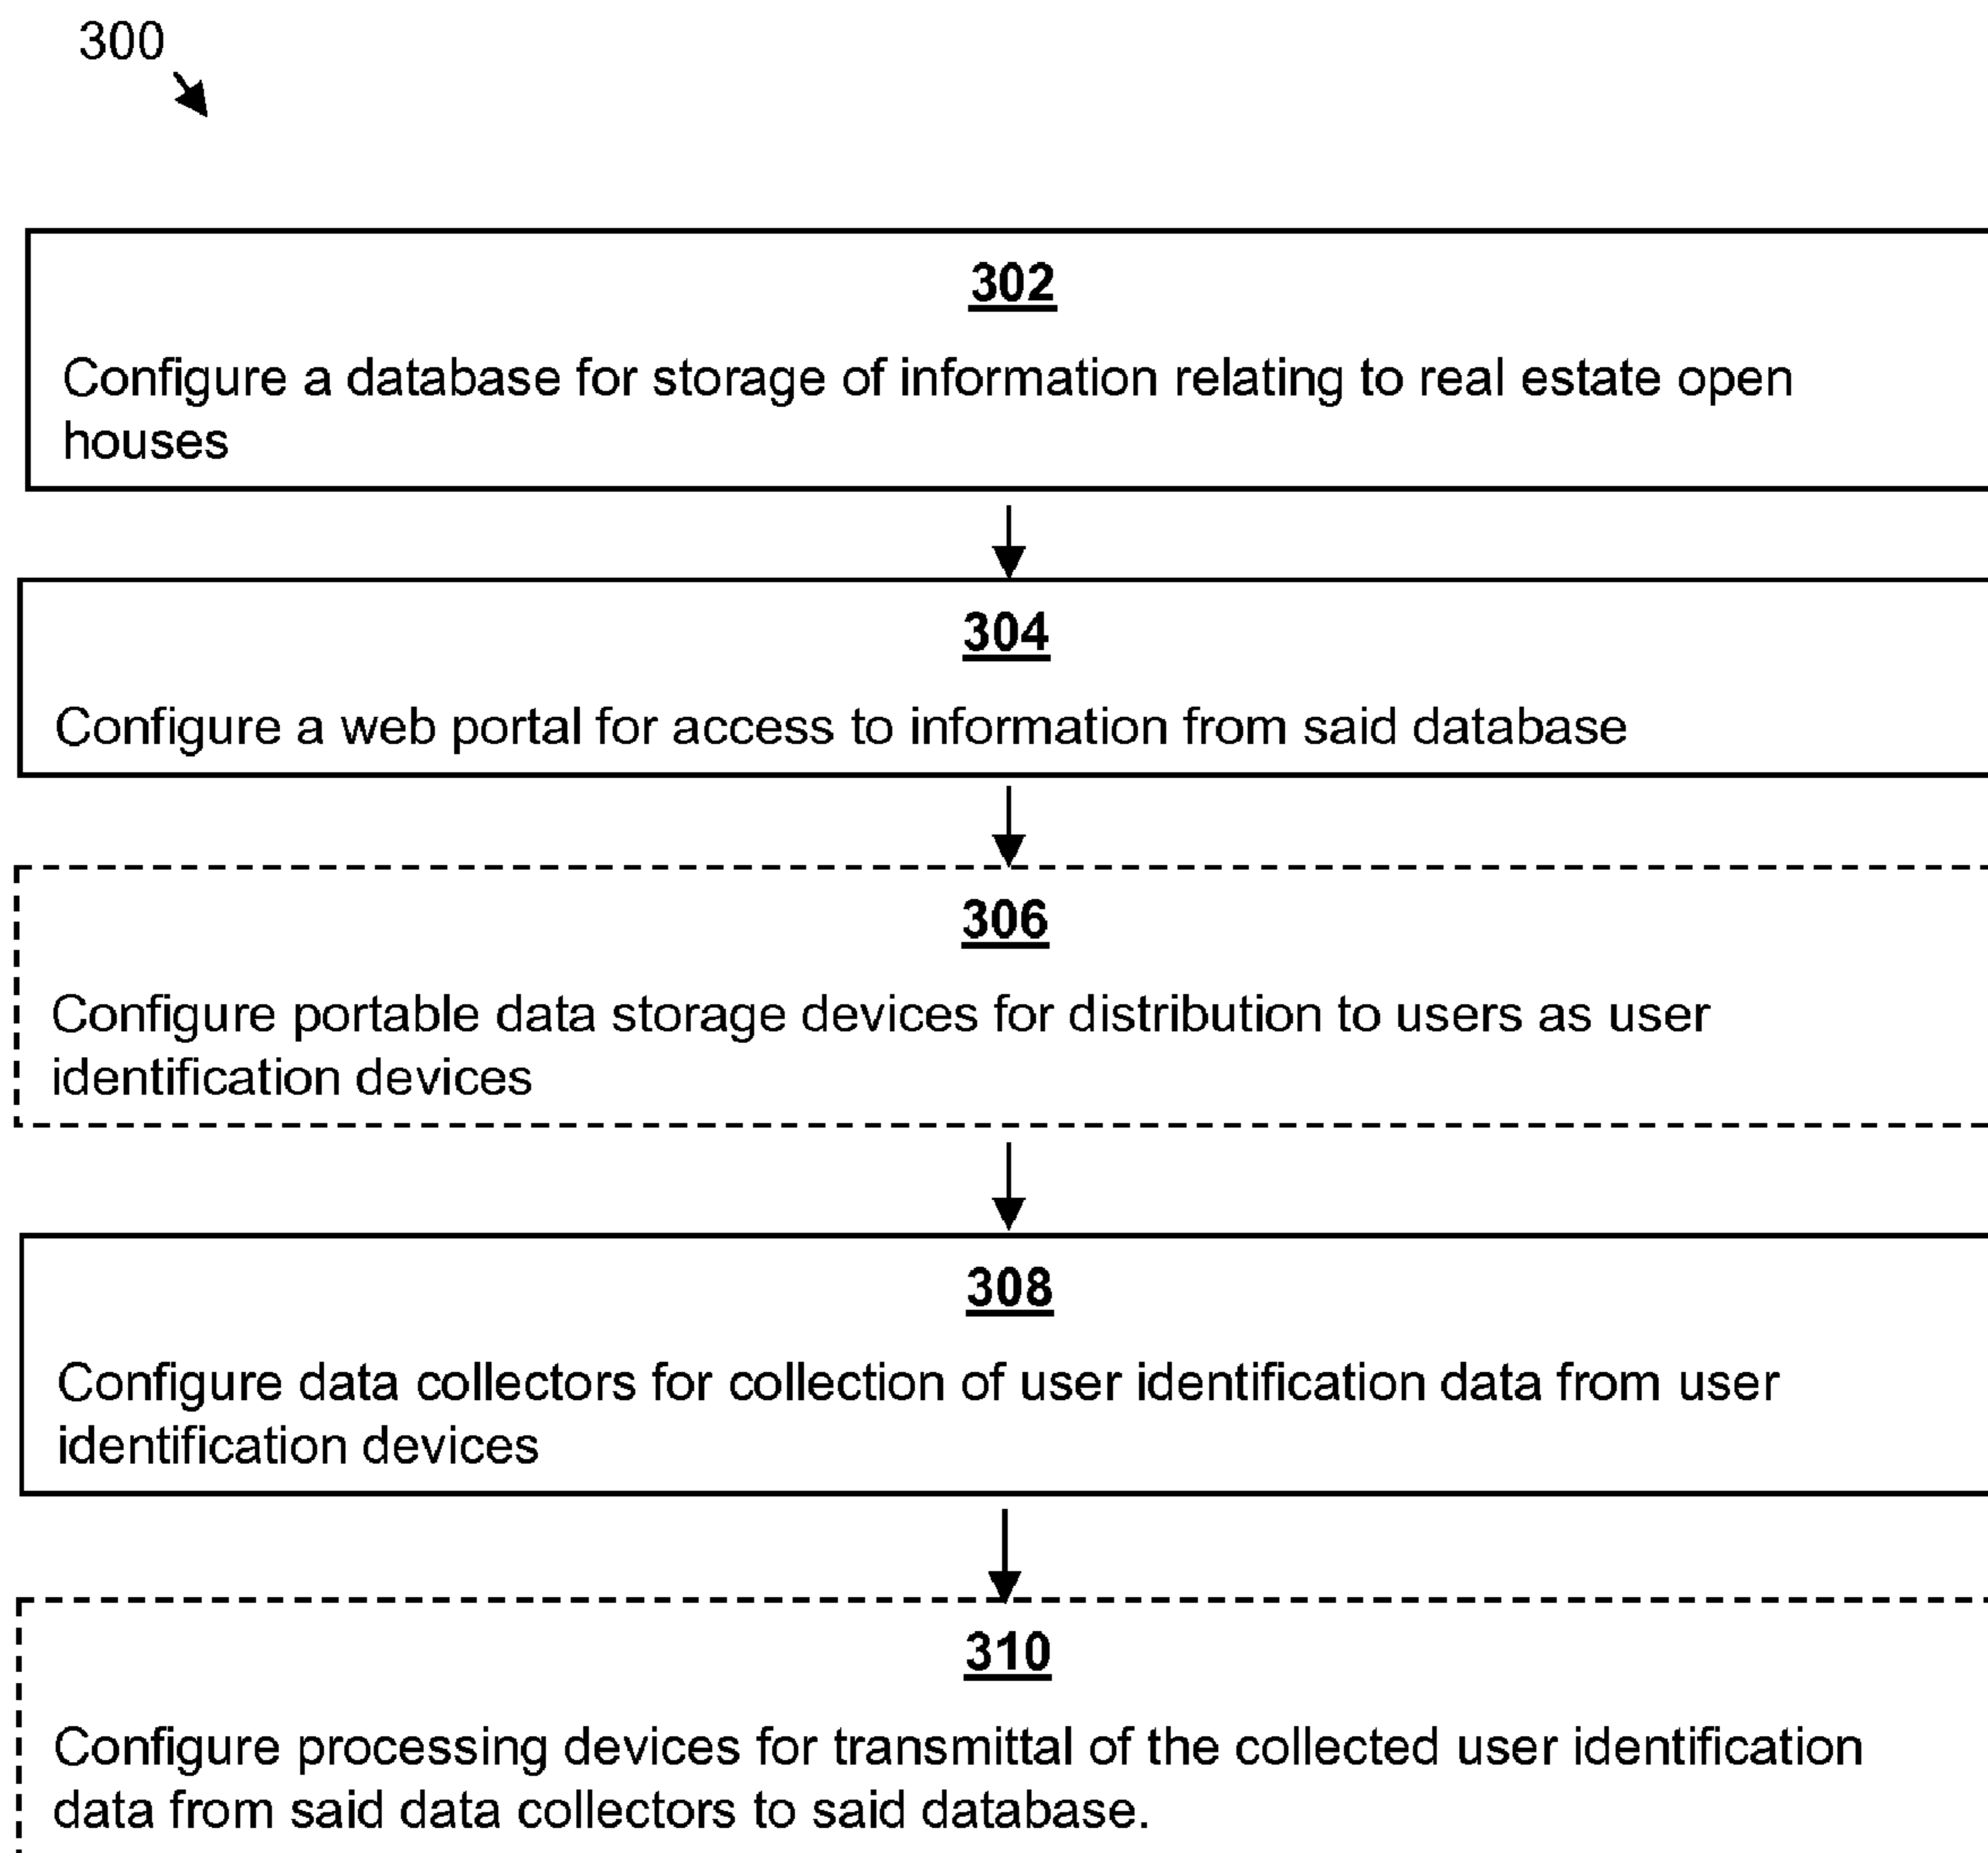 300
302
Configure a database for storage of information relating to real estate open
houses
304
Configure a web portal for access to information from said database
306
Configure portable data storage devices for distribution to users as user
identification devices
308
Configure data collectors for collection of user identification data from user
identification devices
310
Configure processing devices for transmittal of the collected user identification
data from said data collectors to said database.